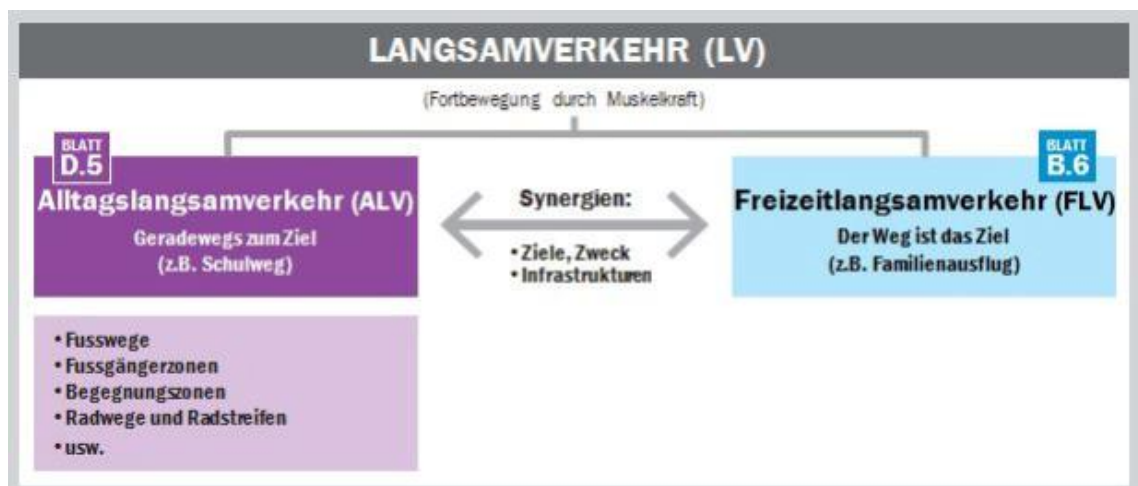 LANGSAMVERKEHR (LV)
(Fortbewegung durch Muskelkraft)
BLATT
D.5
Alltagslangsamverkehr (ALV)
Geradewegs zum Ziel
(z.B. Schulweg)
Synergien:
• Ziele, Zweck
• Infrastrukturen
BLATT
B.6
Freizeitlangsamverkehr (FLV)
Der Weg ist das Ziel
(z.B. Familienausflug)
• Fusswege
• Fussgängerzonen
• Begegnungszonen
• Radwege und Radstreifen
• usw.